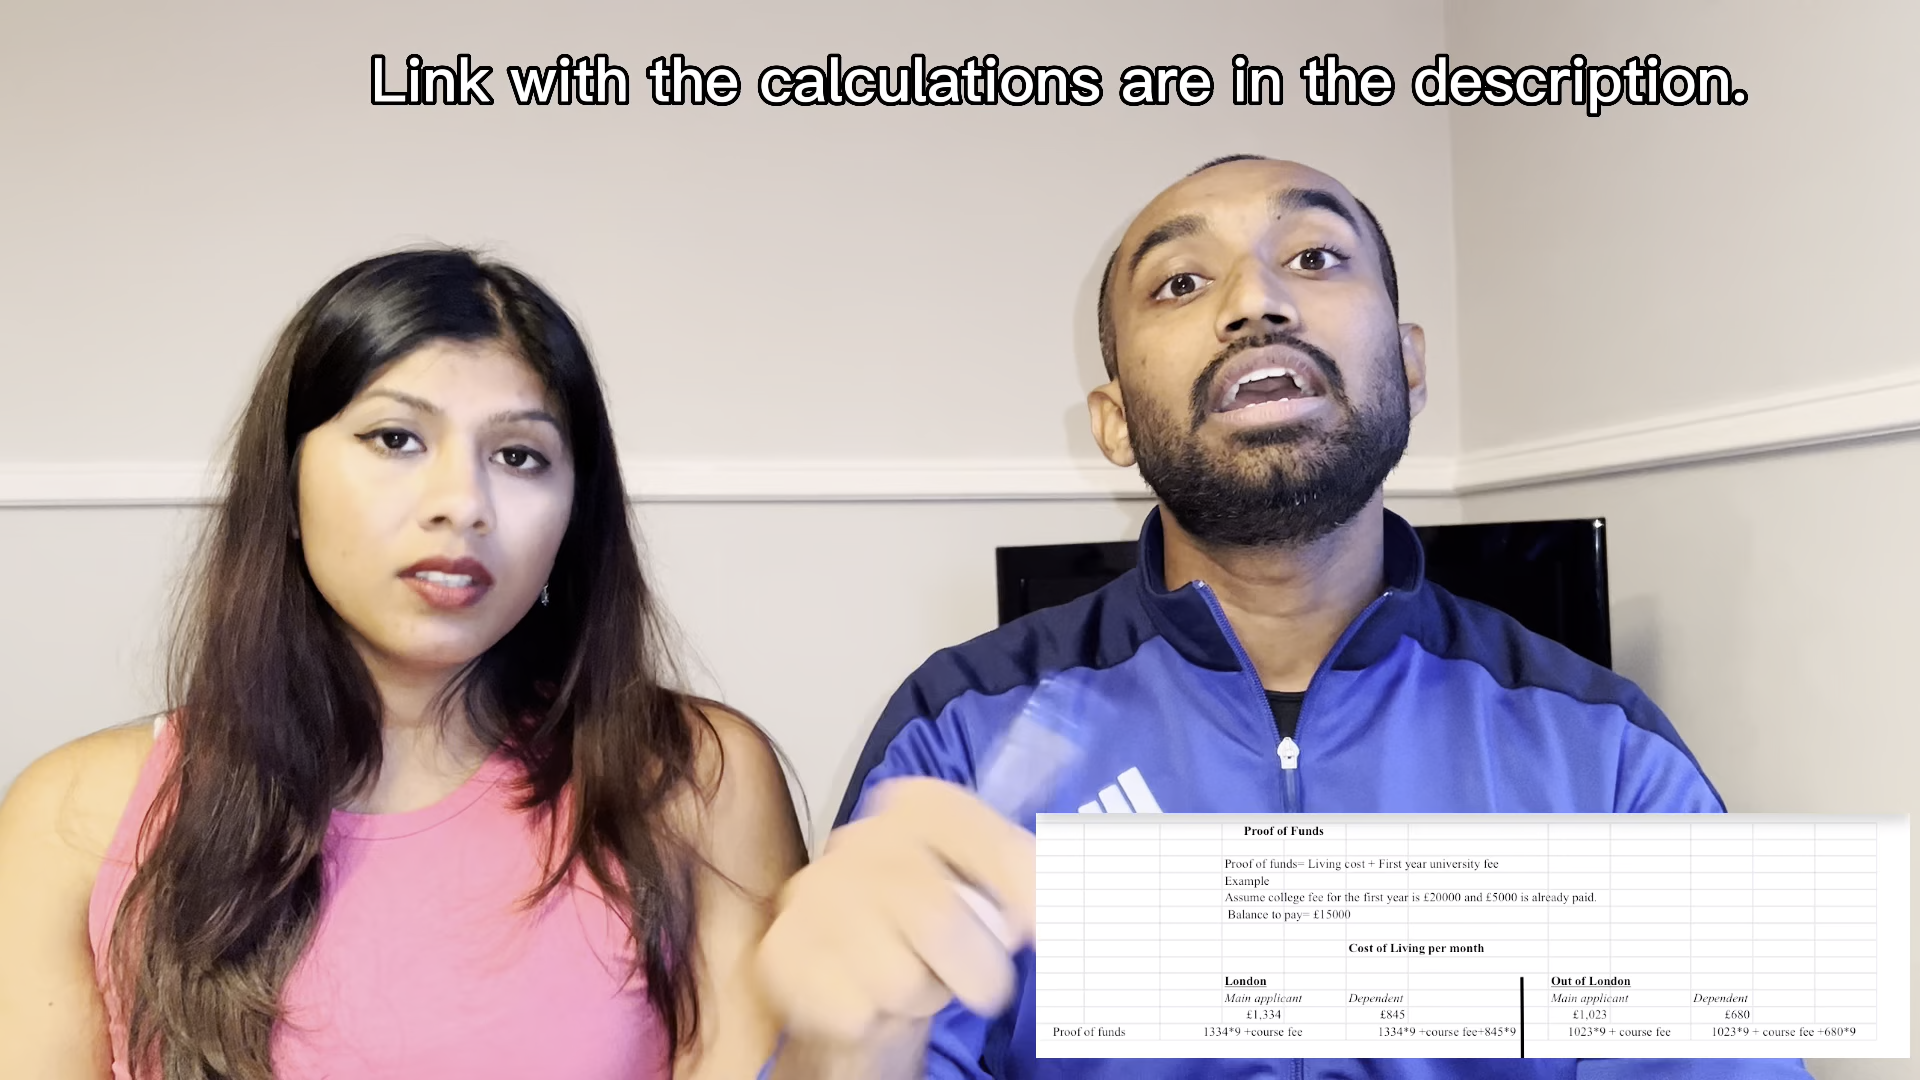 Link with the calculations are in the description.
Proof of Funds
Proof of funds= Living cost + First year university fee
Example
Assume college fee for the first year is £20000 and £5000 is already paid.
Balance to pay= £15000
Cost of Living per month
London Out of London
Main applicant Dependent Main applicant Dependent
£1,334 £845 £1,023 £680
Proof of funds 1334*9 +course fee 1334*9 +course fee+845*9 1023*9 + course fee 1023*9 + course fee +680*9